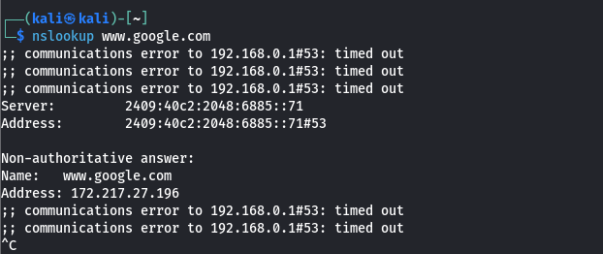 ┌──(kali㉿kali)-[~]
└─$ nslookup www.google.com
;; communications error to 192.168.0.1#53: timed out
;; communications error to 192.168.0.1#53: timed out
;; communications error to 192.168.0.1#53: timed out
Server:         2409:40c2:2048:6885::71
Address:        2409:40c2:2048:6885::71#53

Non-authoritative answer:
Name:   www.google.com
Address: 172.217.27.196
;; communications error to 192.168.0.1#53: timed out
;; communications error to 192.168.0.1#53: timed out
^C